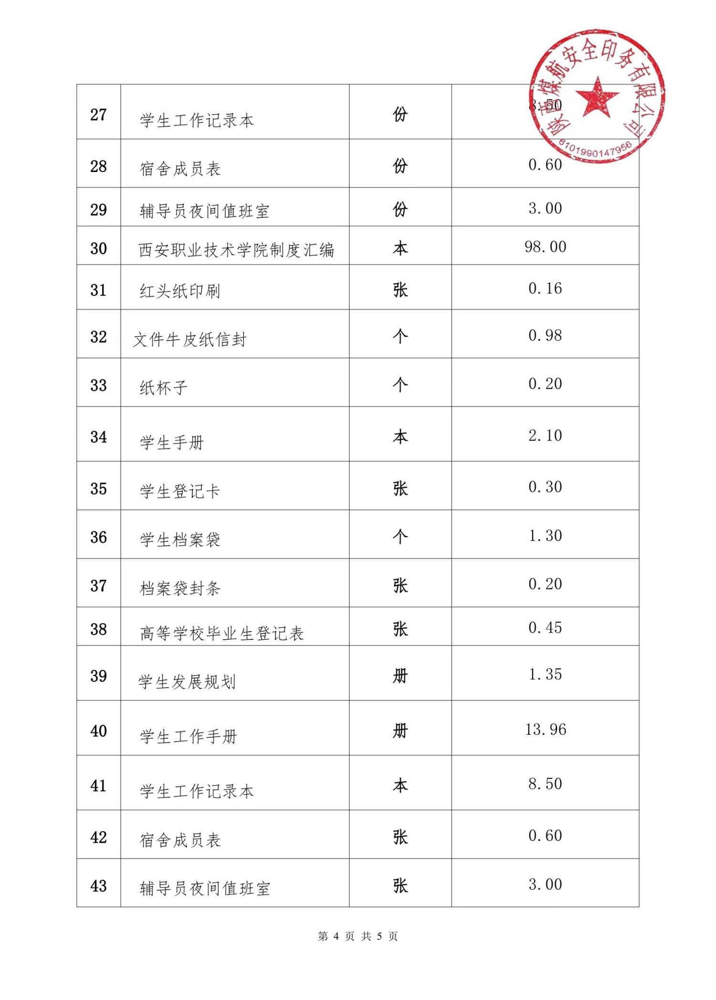 陕西煤航安全印务有限公司
6101990147956
27 学生工作记录本 份 8.50
28 宿舍成员表 份 0.60
29 辅导员夜间值班室 份 3.00
30 西安职业技术学院制度汇编 本 98.00
31 红头纸印刷 张 0.16
32 文件牛皮纸信封 个 0.98
33 纸杯子 个 0.20
34 学生手册 本 2.10
35 学生登记卡 张 0.30
36 学生档案袋 个 1.30
37 档案袋封条 张 0.20
38 高等学校毕业生登记表 张 0.45
39 学生发展规划 册 1.35
40 学生工作手册 册 13.96
41 学生工作记录本 本 8.50
42 宿舍成员表 张 0.60
43 辅导员夜间值班室 张 3.00
第 4 页 共 5 页